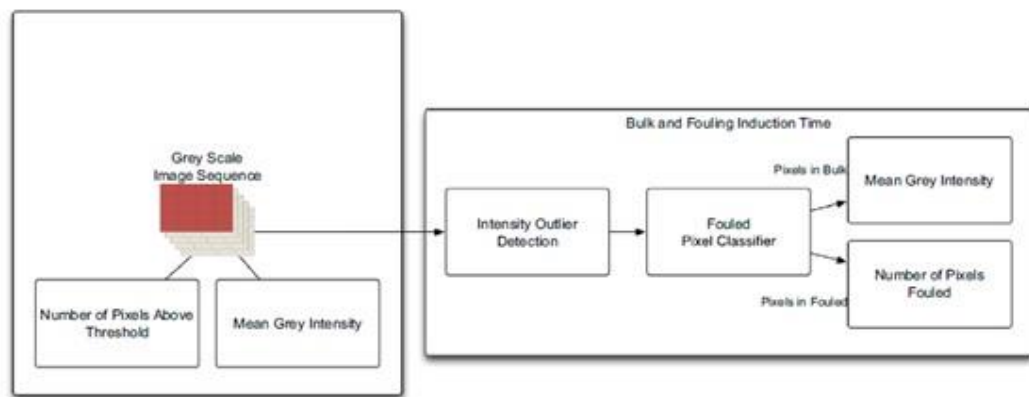 Grey Scale
Image Sequence
Number of Pixels Above
Threshold
Mean Grey Intensity
Bulk and Fouling Induction Time
Intensity Outlier
Detection
Fouled
Pixel Classifier
Pixels in Bulk
Mean Grey Intensity
Pixels in Fouled
Number of Pixels
Fouled